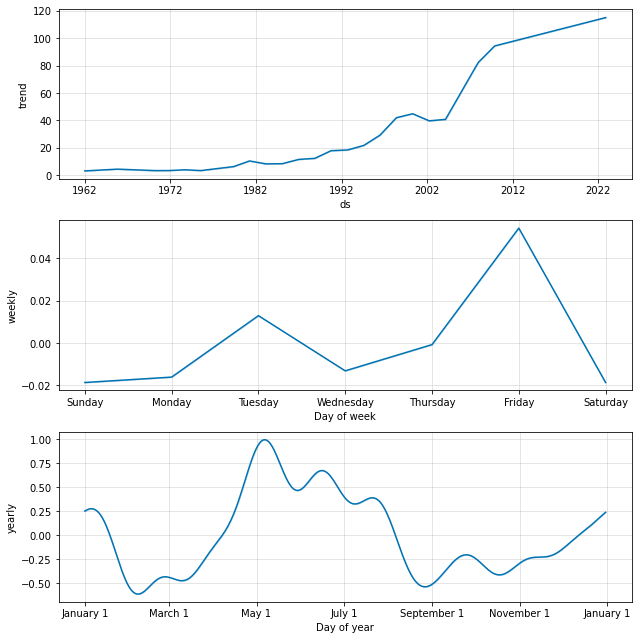 120
100
80
60
40
20
0
trend
1962 1972 1982 1992 2002 2012 2022
ds
0.04
0.02
0.00
−0.02
weekly
Sunday Monday Tuesday Wednesday Thursday Friday Saturday
Day of week
1.00
0.75
0.50
0.25
0.00
−0.25
−0.50
yearly
January 1 March 1 May 1 July 1 September 1 November 1 January 1
Day of year